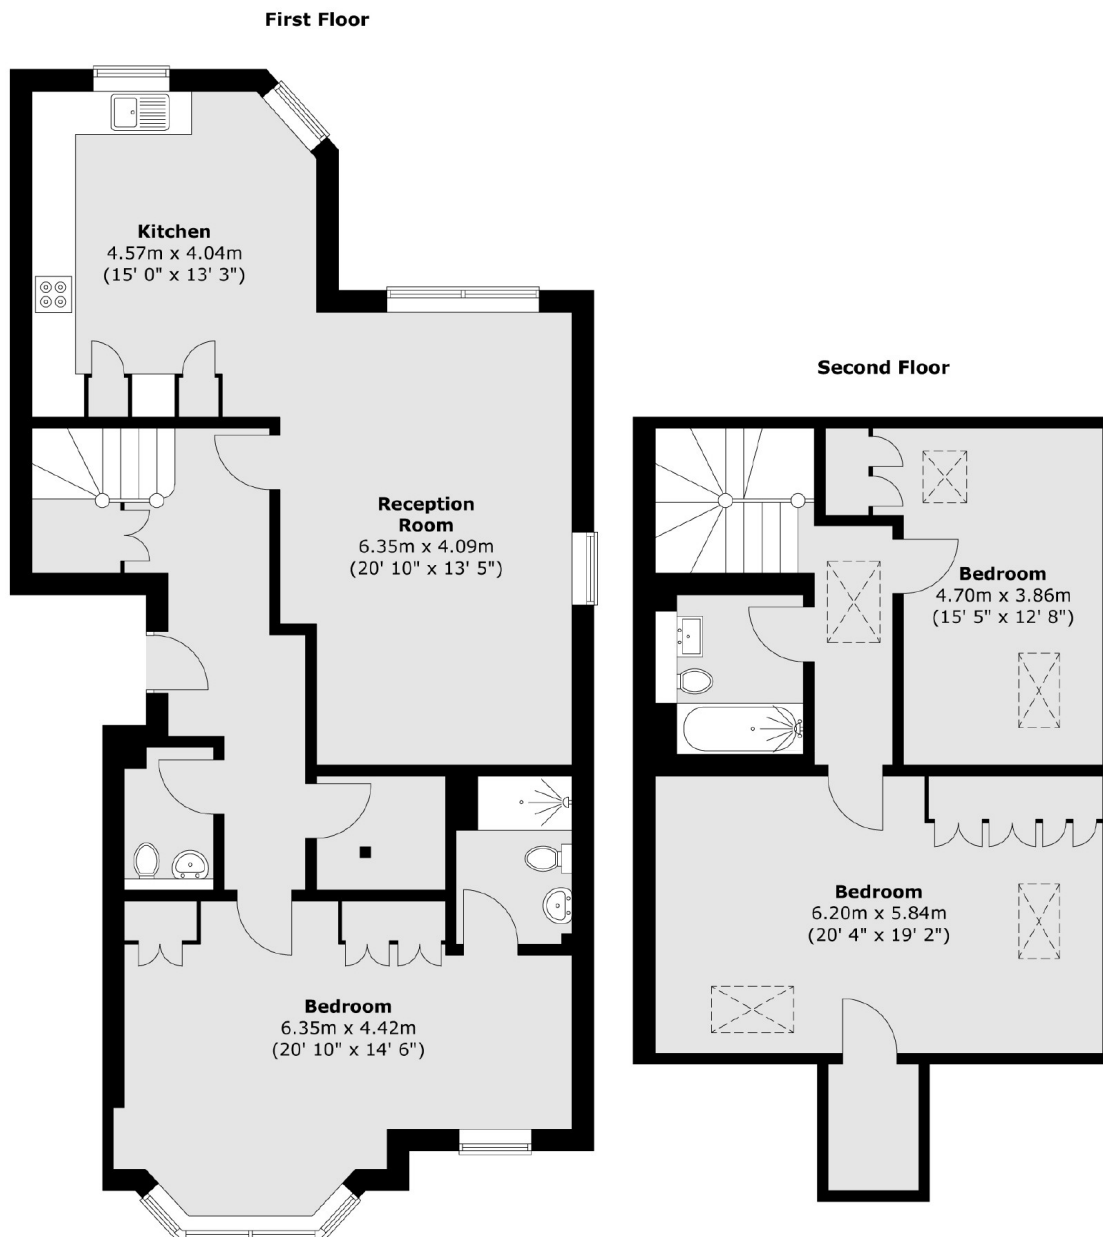 First Floor
Kitchen
4.57m x 4.04m
(15' 0" x 13' 3")
Reception
Room
6.35m x 4.09m
(20' 10" x 13' 5")
Bedroom
6.35m x 4.42m
(20' 10" x 14' 6")
Second Floor
Bedroom
4.70m x 3.86m
(15' 5" x 12' 8")
Bedroom
6.20m x 5.84m
(20' 4" x 19' 2")